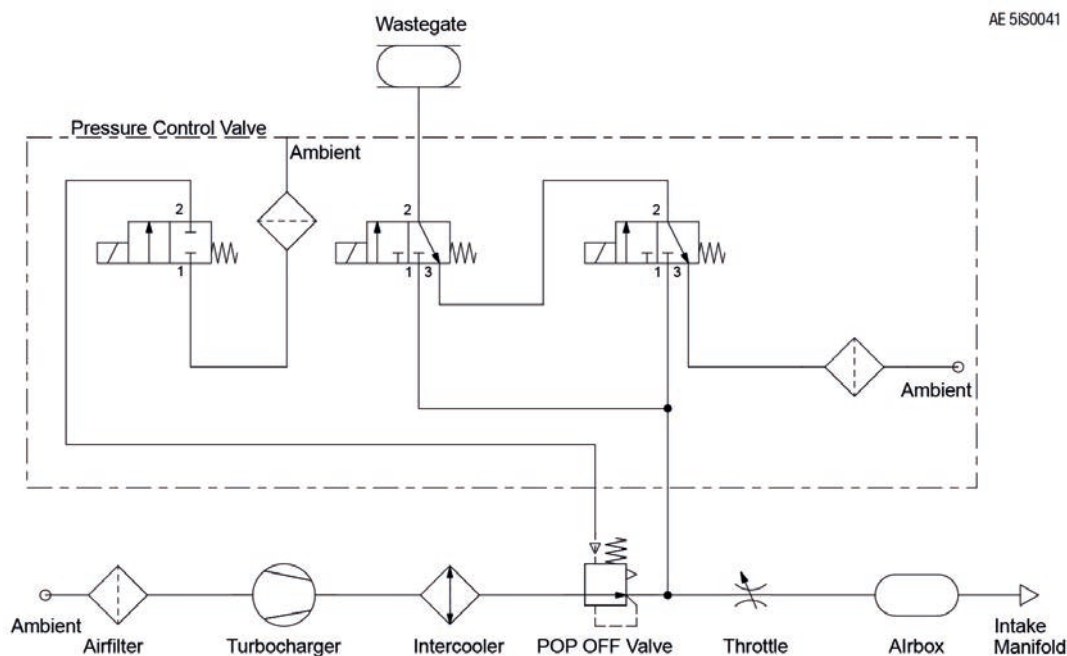 AE 5iS0041
Wastegate
Pressure Control Valve
Ambient
2
2
2
1
1 3
1 3
Ambient
Ambient
Airfilter
Turbocharger
Intercooler
POP OFF Valve
Throttle
AIrbox
Intake
Manifold